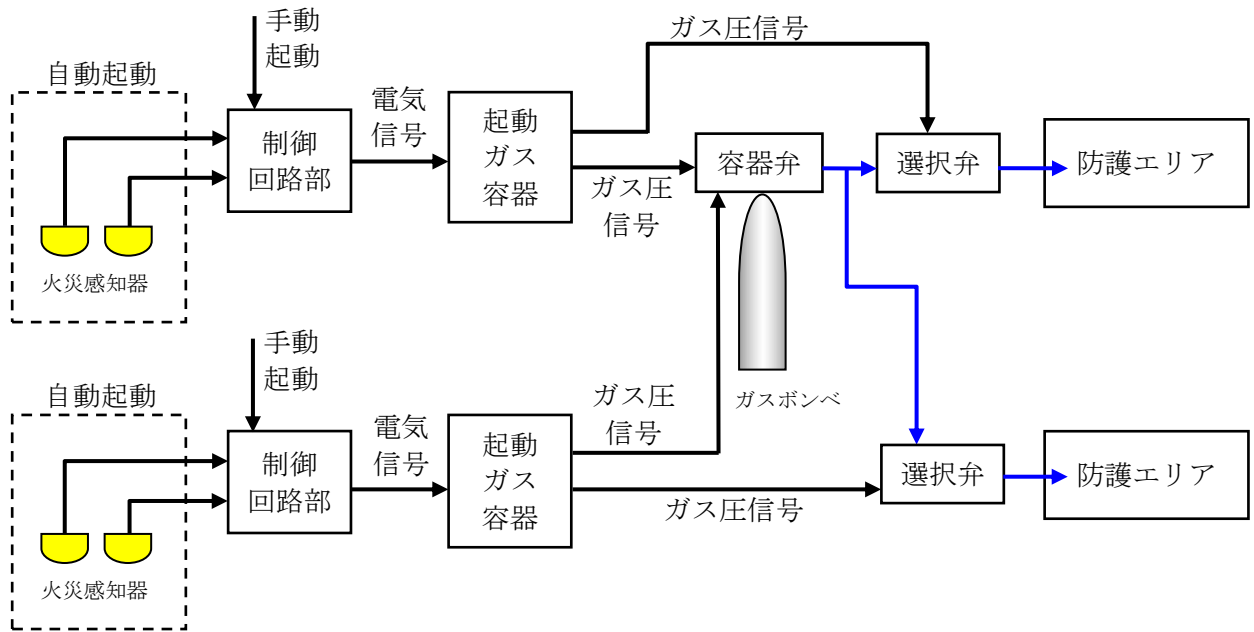 手動
起動
ガス圧信号
自動起動
電気
信号
制御
回路部
起動
ガス
容器
容器弁
選択弁
防護エリア
ガス圧
信号
火災感知器
手動
起動
自動起動
ガス圧
信号
ガスボンベ
電気
信号
制御
回路部
起動
ガス
容器
選択弁
防護エリア
ガス圧信号
火災感知器